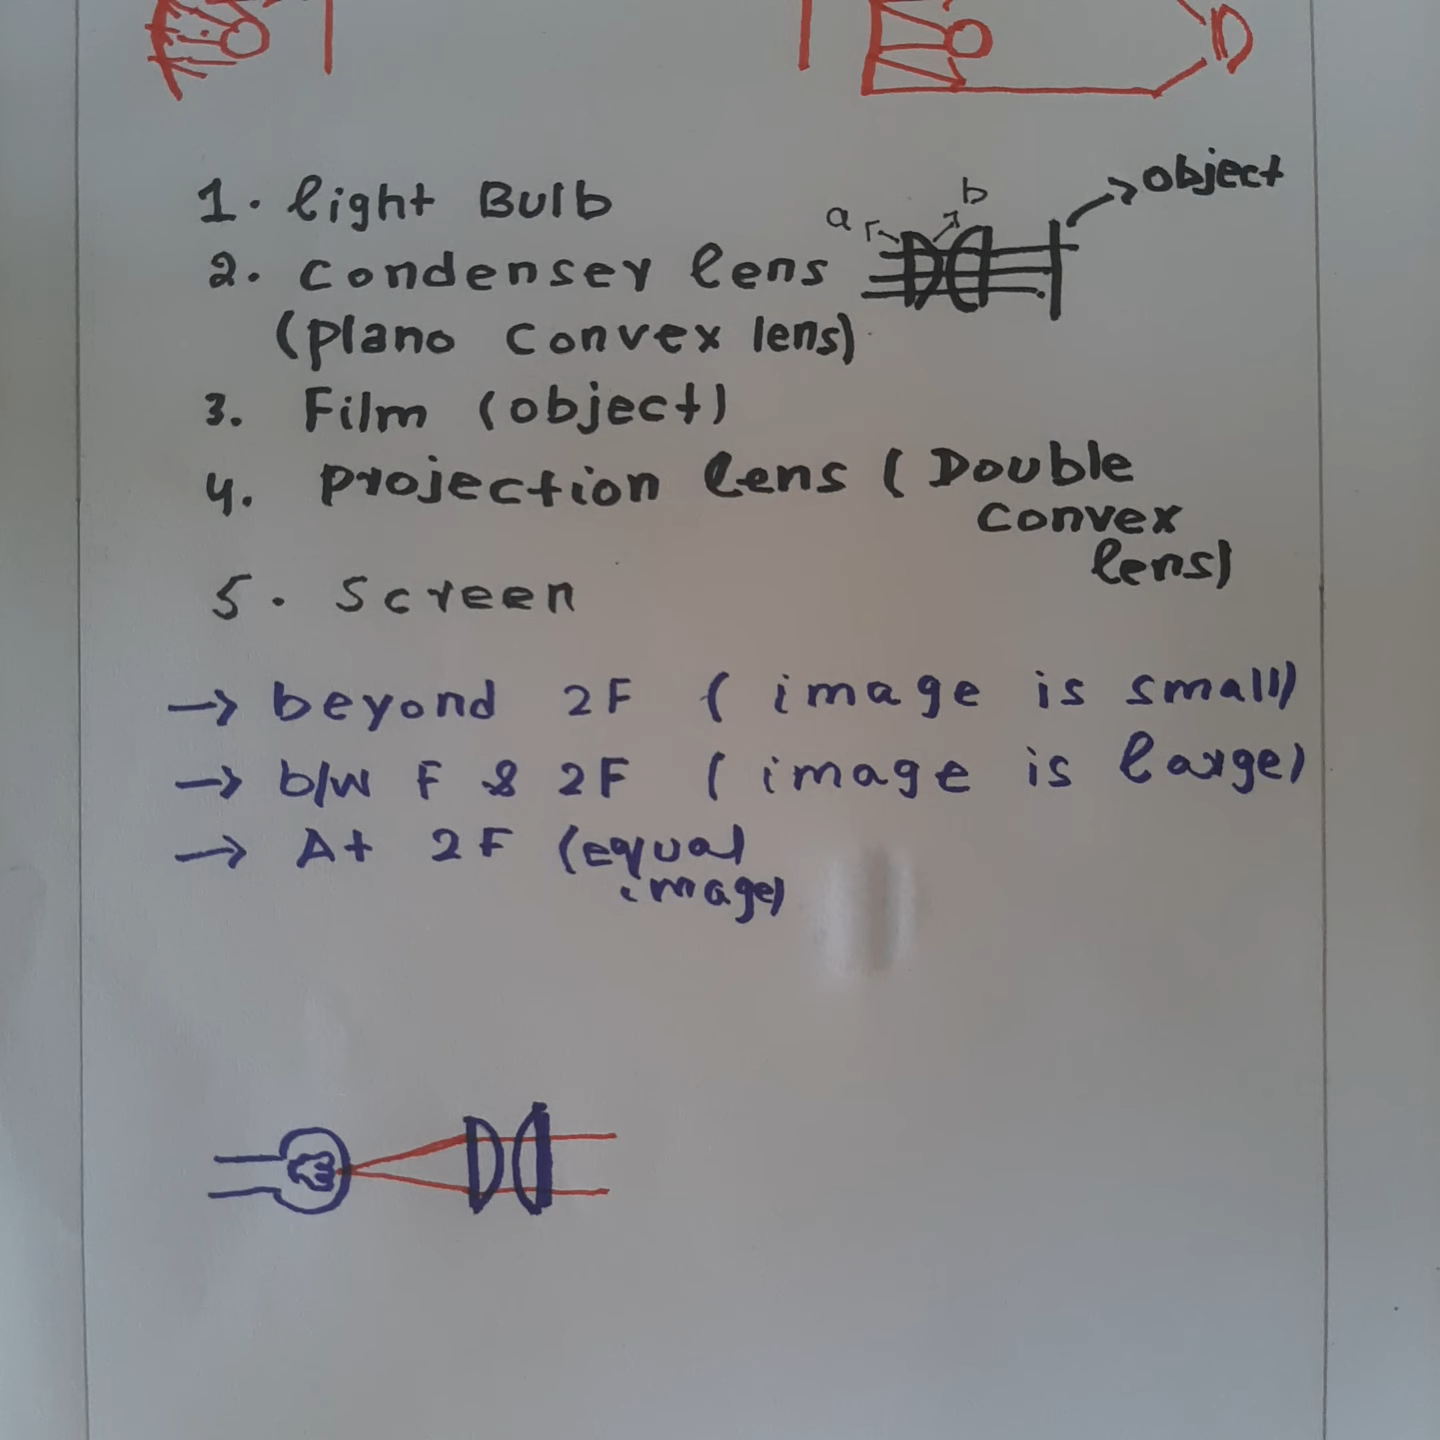 1. light Bulb
2. Condenser lens
(plano convex lens)
a
b
object
3. Film (object)
4. projection lens (Double
convex
lens)
5. Screen
→ beyond 2F (image is small)
→ b/w F & 2F (image is large)
→ At 2F (equal
image)